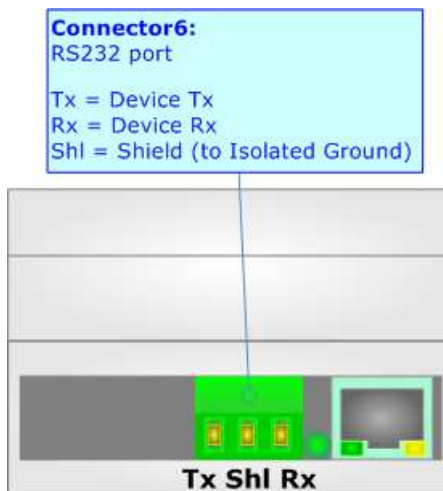 Connector6:
RS232 port
Tx = Device Tx
Rx = Device Rx
Shl = Shield (to Isolated Ground)
Tx Shl Rx